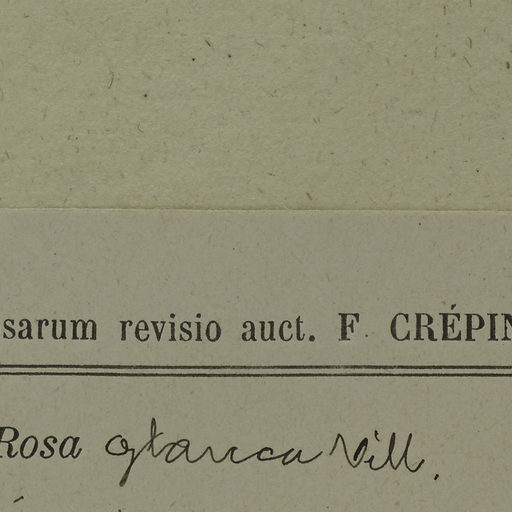 sarum revisio auct. F. CRÉPIN
Rosa glauca Vill.